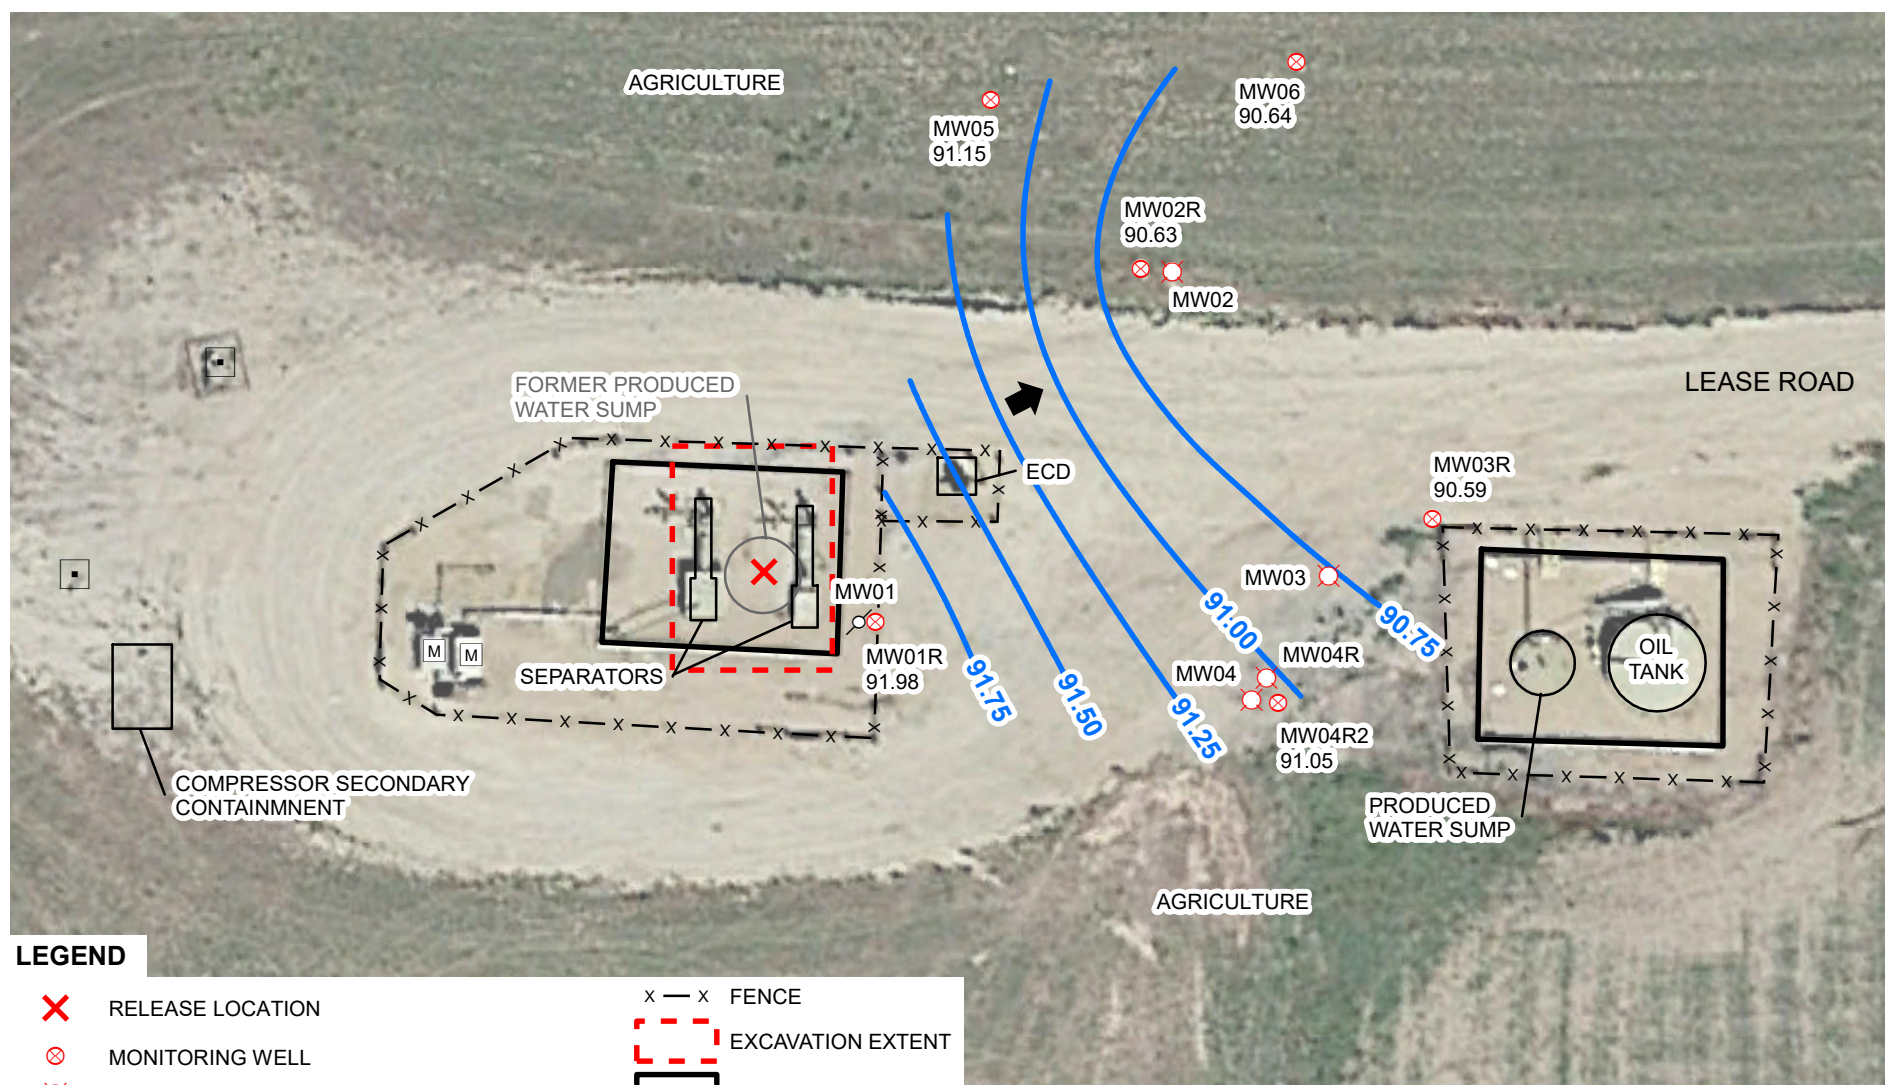 AGRICULTURE
MW06
90.64
MW05
91.15
MW02R
90.63
MW02
LEASE ROAD
FORMER PRODUCED
WATER SUMP
ECD
MW03R
90.59
MW03
MW01
91.00
90.75
OIL
TANK
M
M
SEPARATORS
MW01R
91.98
91.75
91.50
91.25
MW04
MW04R
MW04R2
91.05
COMPRESSOR SECONDARY
CONTAINMNENT
PRODUCED
WATER SUMP
AGRICULTURE
LEGEND
RELEASE LOCATION
MONITORING WELL
X X FENCE
EXCAVATION EXTENT